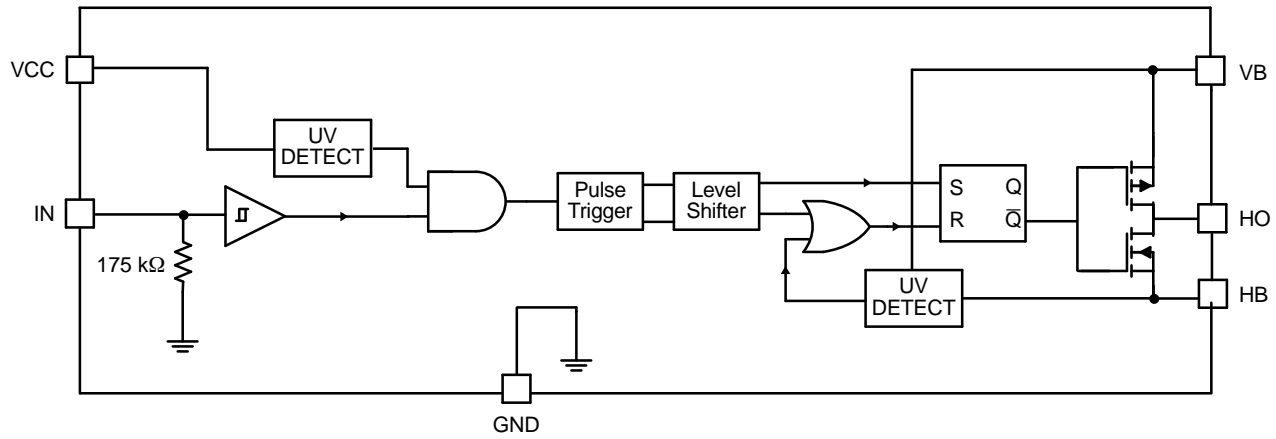 VCC
VB
UV
DETECT
IN
175 kΩ
Pulse
Trigger
Level
Shifter
S Q
R Q̅
HO
UV
DETECT
HB
GND